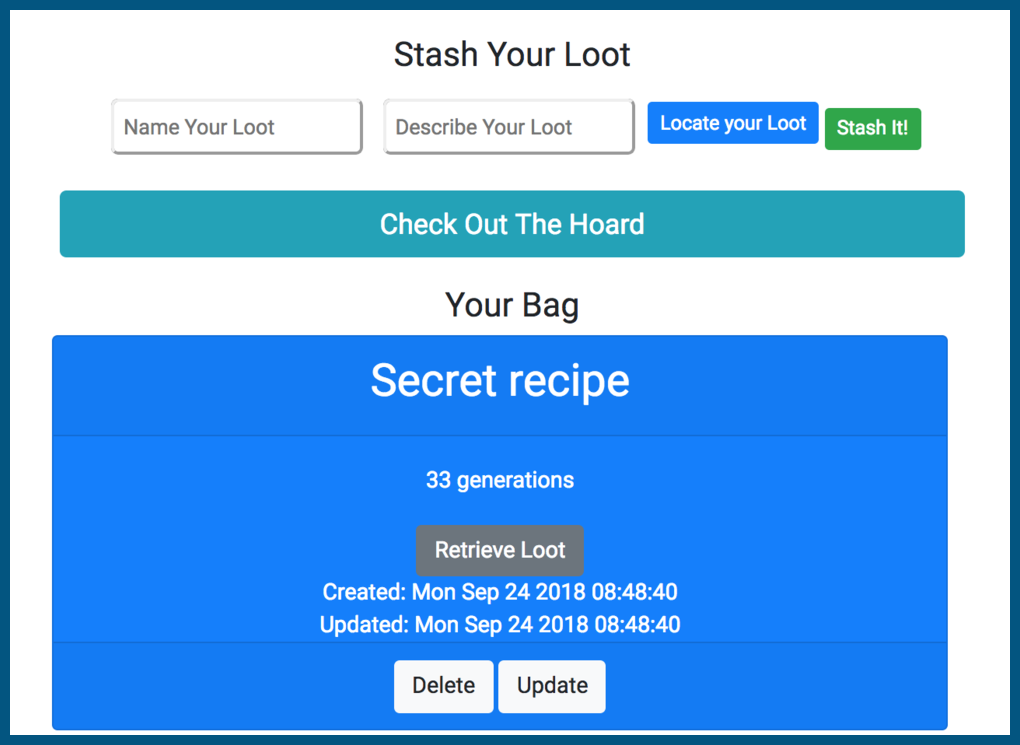 Stash Your Loot
Name Your Loot
Describe Your Loot
Locate your Loot
Stash It!
Check Out The Hoard
Your Bag
Secret recipe
33 generations
Retrieve Loot
Created: Mon Sep 24 2018 08:48:40
Updated: Mon Sep 24 2018 08:48:40
Delete
Update